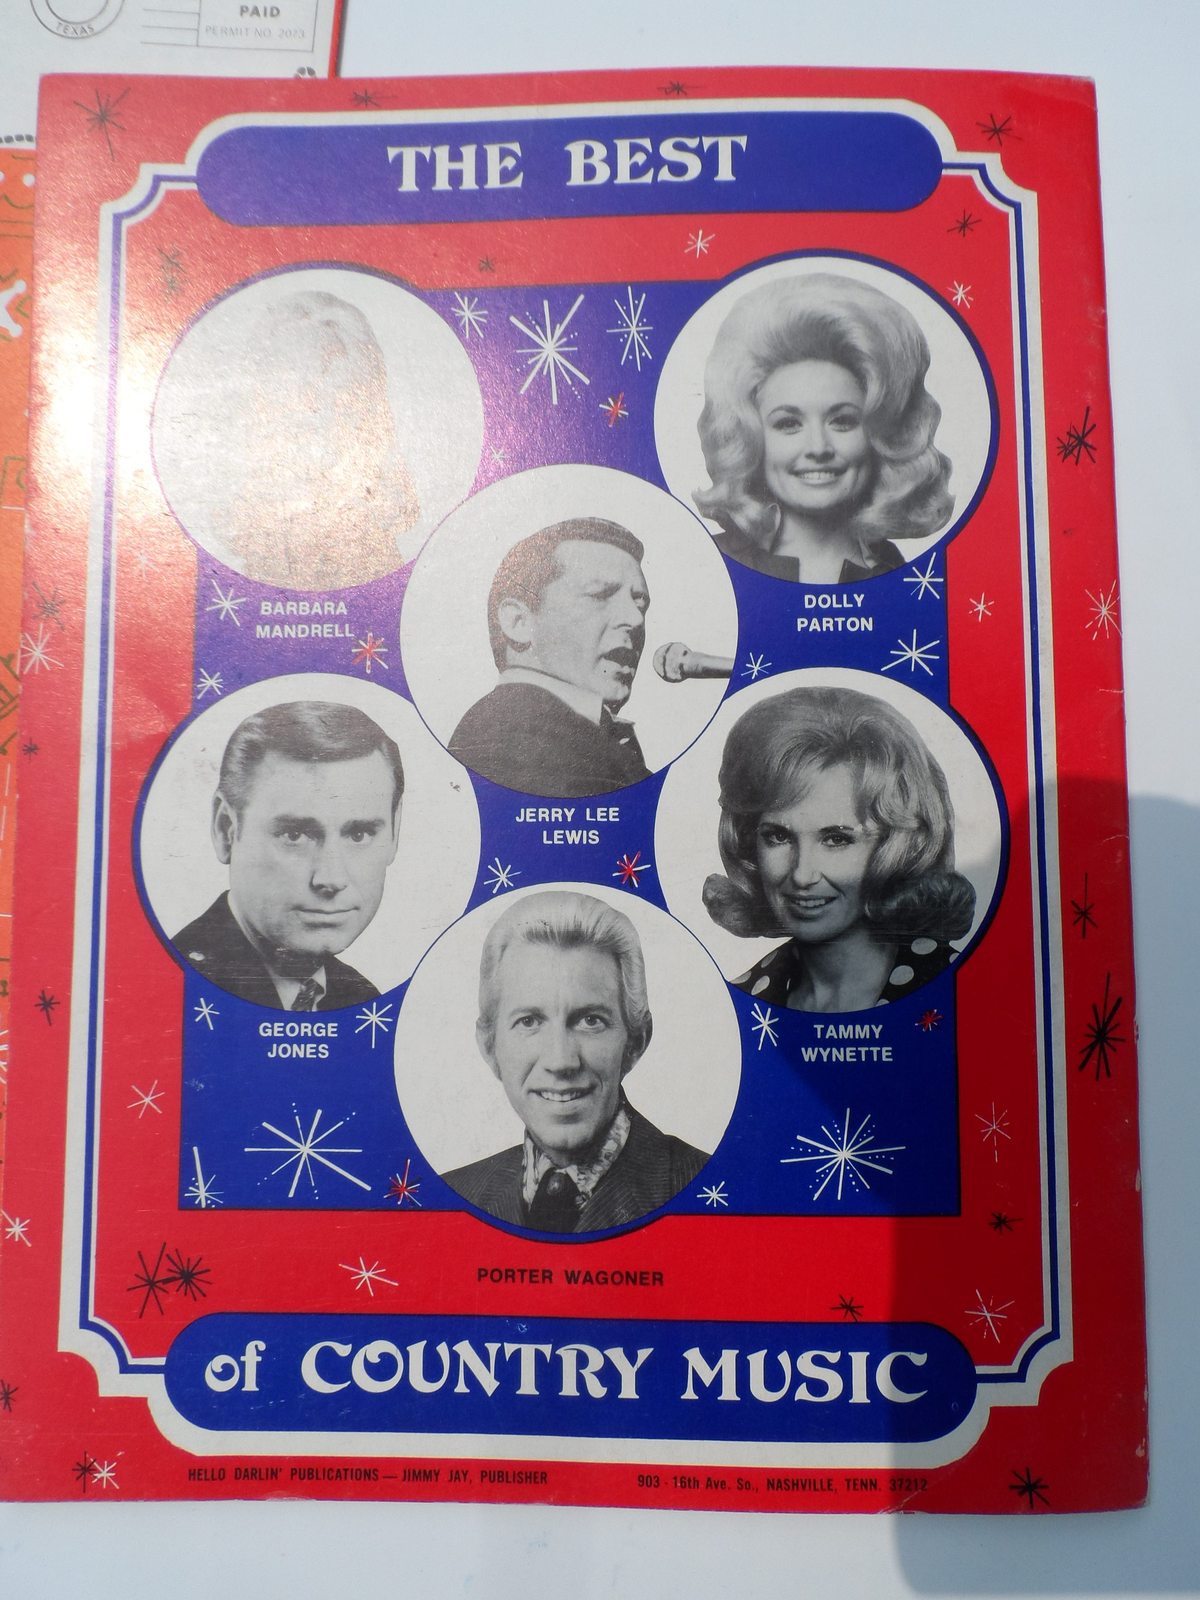 TEXAS
PAID
PERMIT NO. 2073
THE BEST
BARBARA
MANDRELL
DOLLY
PARTON
JERRY LEE
LEWIS
GEORGE
JONES
TAMMY
WYNETTE
PORTER WAGONER
of COUNTRY MUSIC
HELLO DARLIN' PUBLICATIONS — JIMMY JAY, PUBLISHER
903 - 16th Ave. So., NASHVILLE, TENN. 37212